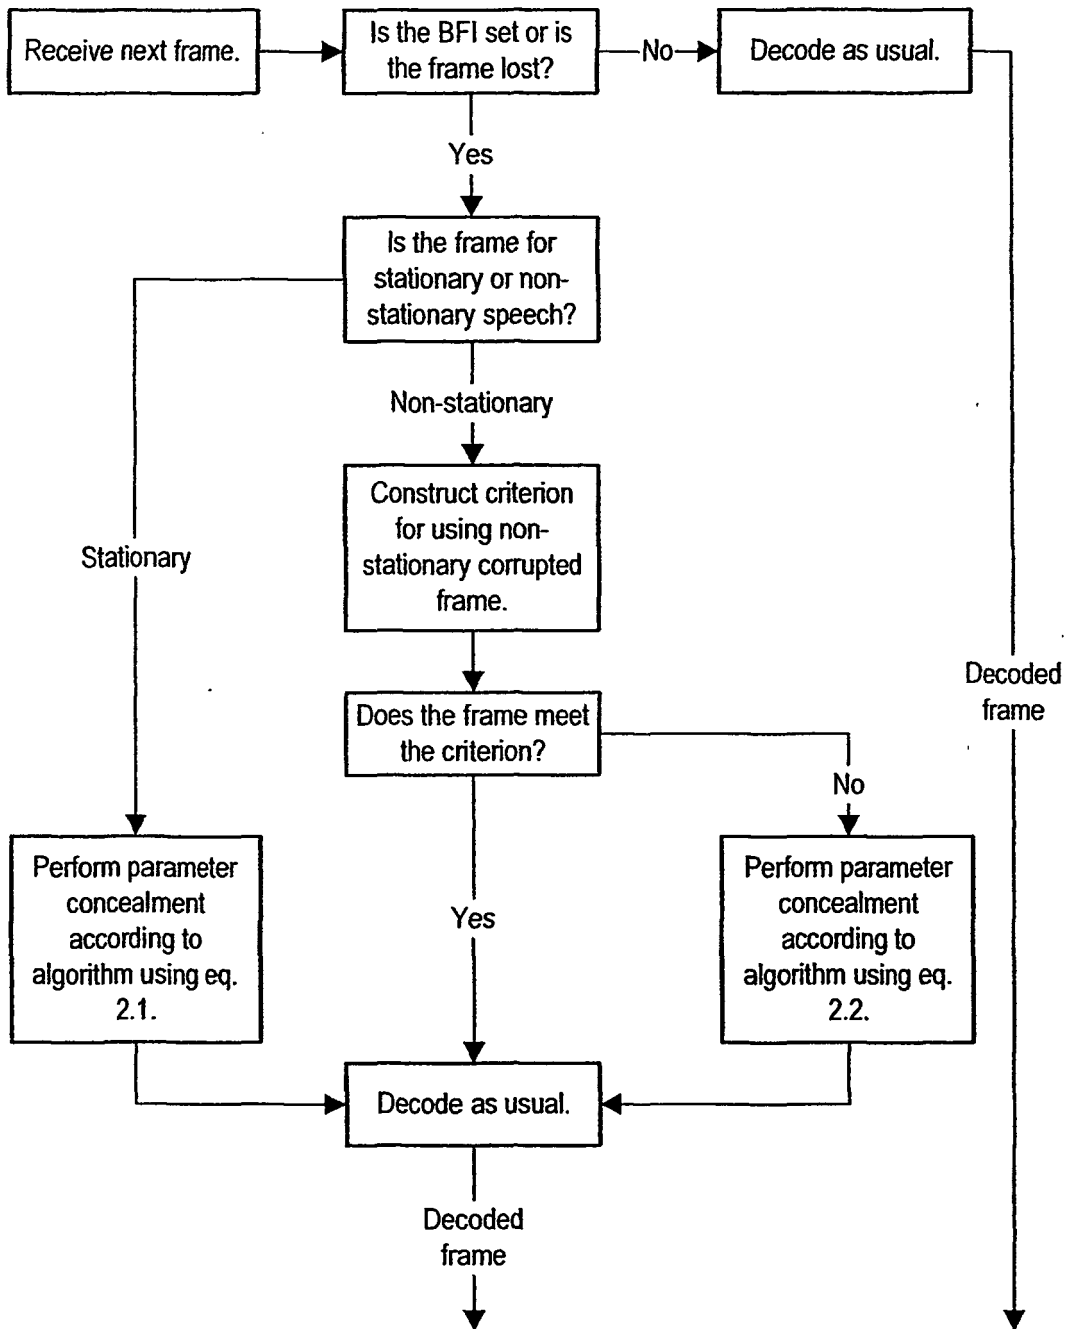 Receive next frame.
Is the BFI set or is
the frame lost?
No
Decode as usual.
Yes
Is the frame for
stationary or non-
stationary speech?
Non-stationary
Stationary
Construct criterion
for using non-
stationary corrupted
frame.
Decoded
frame
Does the frame meet
the criterion?
No
Yes
Perform parameter
concealment
according to
algorithm using eq.
2.1.
Perform parameter
concealment
according to
algorithm using eq.
2.2.
Decode as usual.
Decoded
frame